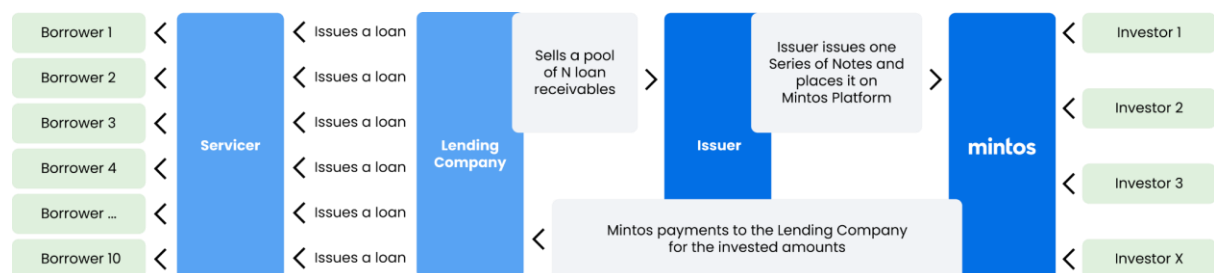 Borrower 1
Borrower 2
Borrower 3
Borrower 4
Borrower ...
Borrower 10
Servicer
Issues a loan
Issues a loan
Issues a loan
Issues a loan
Issues a loan
Issues a loan
Lending
Company
Sells a pool
of N loan
receivables
Issuer
Issuer issues one
Series of Notes and
places it on
Mintos Platform
Mintos payments to the Lending Company
for the invested amounts
mintos
Investor 1
Investor 2
Investor 3
Investor X